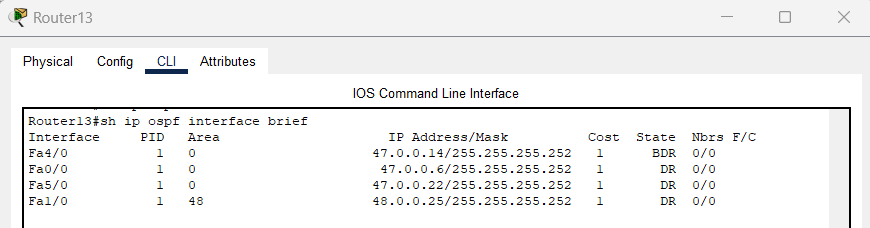 Router13
Physical Config CLI Attributes
IOS Command Line Interface
Router13#sh ip ospf interface brief
Interface PID Area IP Address/Mask Cost State Nbrs F/C
Fa4/0 1 0 47.0.0.14/255.255.255.252 1 BDR 0/0
Fa0/0 1 0 47.0.0.6/255.255.255.252 1 DR 0/0
Fa5/0 1 0 47.0.0.22/255.255.255.252 1 DR 0/0
Fa1/0 1 48 48.0.0.25/255.255.255.252 1 DR 0/0